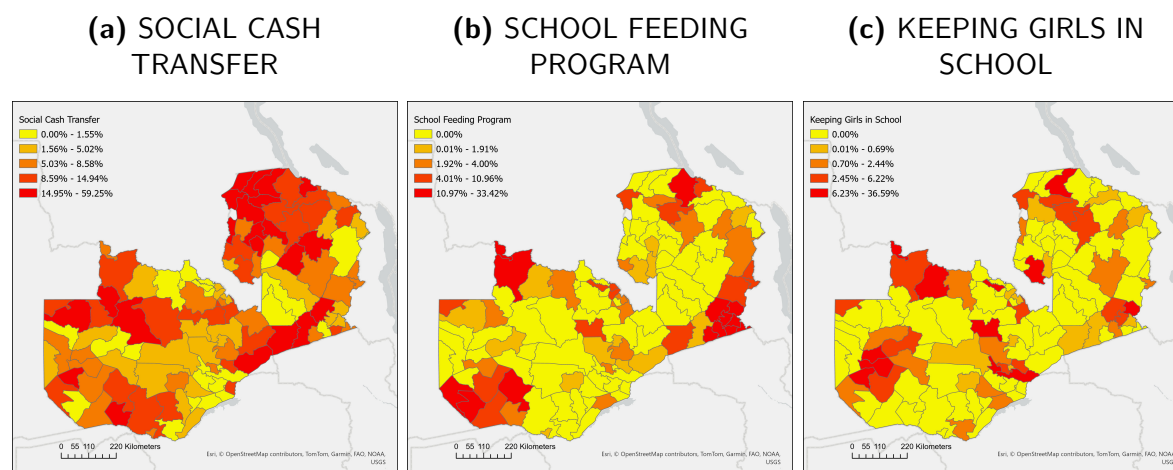 (a) SOCIAL CASH
TRANSFER
(b) SCHOOL FEEDING
PROGRAM
(c) KEEPING GIRLS IN
SCHOOL
Social Cash Transfer
0.00% - 1.55%
1.56% - 5.02%
5.03% - 8.58%
8.59% - 14.94%
14.95% - 59.25%
0 55 110 220 Kilometers
Esri, © OpenStreetMap contributors, TomTom, Garmin, FAO, NOAA,
USGS
School Feeding Program
0.00%
0.01% - 1.91%
1.92% - 4.00%
4.01% - 10.96%
10.97% - 33.42%
0 55 110 220 Kilometers
Esri, © OpenStreetMap contributors, TomTom, Garmin, FAO, NOAA,
USGS
Keeping Girls in School
0.00%
0.01% - 0.69%
0.70% - 2.44%
2.45% - 6.22%
6.23% - 36.59%
0 55 110 220 Kilometers
Esri, © OpenStreetMap contributors, TomTom, Garmin, FAO, NOAA,
USGS